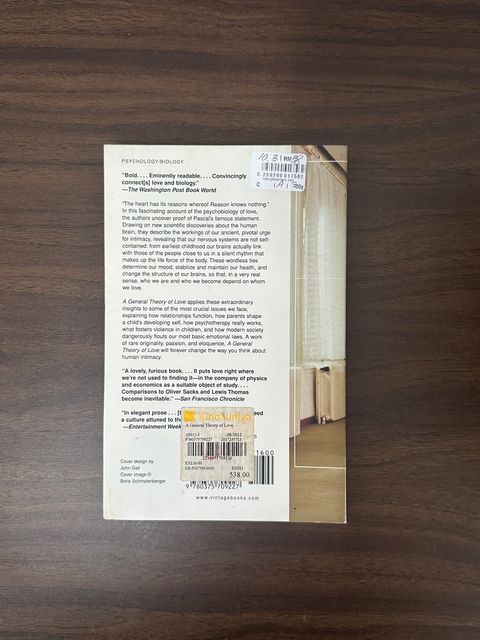 PSYCHOLOGY/BIOLOGY
"Bold. . . . Eminently readable. . . . Convincingly
connect[s] love and biology."
—The Washington Post Book World
"The heart has its reasons whereof Reason knows nothing."
In this fascinating account of the psychobiology of love,
the authors uncover proof of Pascal's famous statement.
Drawing on new scientific discoveries about the human
brain, they describe the workings of our ancient, pivotal urge
for intimacy, revealing that our nervous systems are not self-
contained: from earliest childhood our brains actually link
with those of the people close to us in a silent rhythm that
makes up the life force of the body. These wordless ties
determine our mood, stabilize and maintain our health, and
change the structure of our brains, so that, in a very real
sense, who we are and who we become depend on whom
we love.
A General Theory of Love applies these extraordinary
insights to some of the most crucial issues we face,
explaining how relationships function, how parents shape
a child's developing self, how psychotherapy really works,
what fosters violence in children, and how modern society
dangerously flouts our most basic emotional laws. A work
of rare originality, passion, and eloquence, A General
Theory of Love will forever change the way you think about
human intimacy.
"A lovely, furious book. . . . It puts love right where
we're not used to finding it—in the company of physics
and economics as a suitable object of study. . . .
Comparisons to Oliver Sacks and Lewis Thomas
become inevitable." —San Francisco Chronicle
"In elegant prose . . .
a culture attuned to the
—Entertainment Week
Kinokuniya
A General Theory of Love
08/2012
9780375709227
$38.00
51600
9 780375 709227
Cover design by
John Gall
Cover image ©
Boris Schmalenberger
www.vintagebooks.com